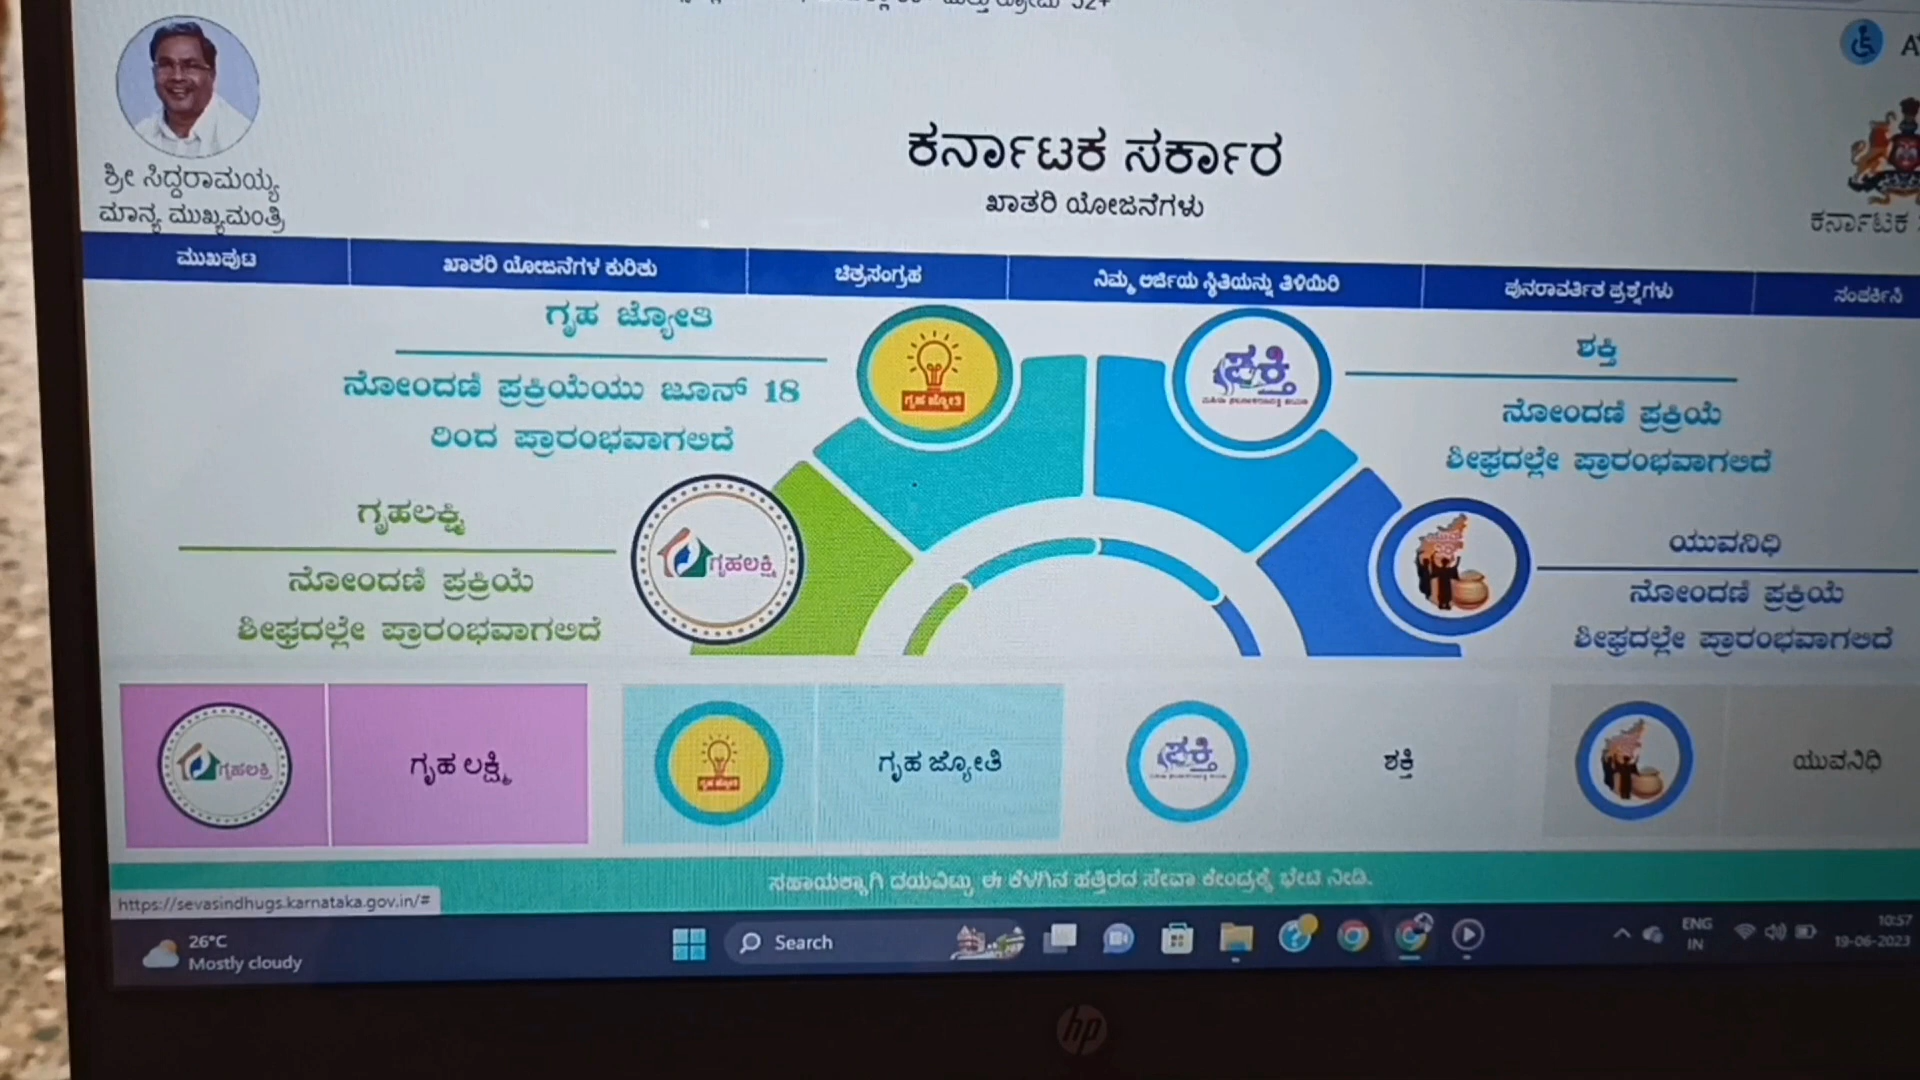 ಶ್ರೀ ಸಿದ್ದರಾಮಯ್ಯ
ಮಾನ್ಯ ಮುಖ್ಯಮಂತ್ರಿ
ಕರ್ನಾಟಕ ಸರ್ಕಾರ
ಖಾತರಿ ಯೋಜನೆಗಳು
ಕರ್ನಾಟಕ
ಮುಖಪುಟ
ಖಾತರಿ ಯೋಜನೆಗಳ ಕುರಿತು
ಚಿತ್ರಸಂಗ್ರಹ
ನಿಮ್ಮ ಅರ್ಜಿಯ ಸ್ಥಿತಿಯನ್ನು ತಿಳಿಯಿರಿ
ಪುನರಾವರ್ತಿತ ಪ್ರಶ್ನೆಗಳು
ಸಂಪರ್ಕಿಸಿ
ಗೃಹ ಜ್ಯೋತಿ
ನೋಂದಣಿ ಪ್ರಕ್ರಿಯೆಯು ಜೂನ್ 18
ರಿಂದ ಪ್ರಾರಂಭವಾಗಲಿದೆ
ಗೃಹ ಜ್ಯೋತಿ
ಶಕ್ತಿ
ಶಕ್ತಿ
ನೋಂದಣಿ ಪ್ರಕ್ರಿಯೆ
ಶೀಘ್ರದಲ್ಲೇ ಪ್ರಾರಂಭವಾಗಲಿದೆ
ಗೃಹಲಕ್ಷ್ಮಿ
ನೋಂದಣಿ ಪ್ರಕ್ರಿಯೆ
ಶೀಘ್ರದಲ್ಲೇ ಪ್ರಾರಂಭವಾಗಲಿದೆ
ಗೃಹಲಕ್ಷ್ಮಿ
ಯುವನಿಧಿ
ನೋಂದಣಿ ಪ್ರಕ್ರಿಯೆ
ಶೀಘ್ರದಲ್ಲೇ ಪ್ರಾರಂಭವಾಗಲಿದೆ
ಗೃಹಲಕ್ಷ್ಮಿ
ಗೃಹ ಲಕ್ಷ್ಮಿ
ಗೃಹ ಜ್ಯೋತಿ
ಗೃಹ ಜ್ಯೋತಿ
ಶಕ್ತಿ
ಶಕ್ತಿ
ಯುವನಿಧಿ
ಸಹಾಯಕ್ಕಾಗಿ ದಯವಿಟ್ಟು ಈ ಕೆಳಗಿನ ಹತ್ತಿರದ ಸೇವಾ ಕೇಂದ್ರಕ್ಕೆ ಭೇಟಿ ನೀಡಿ.
https://sevasindhugs.karnataka.gov.in/#
26°C
Mostly cloudy
Search
ENG
IN
10:57
19-06-2023
hp